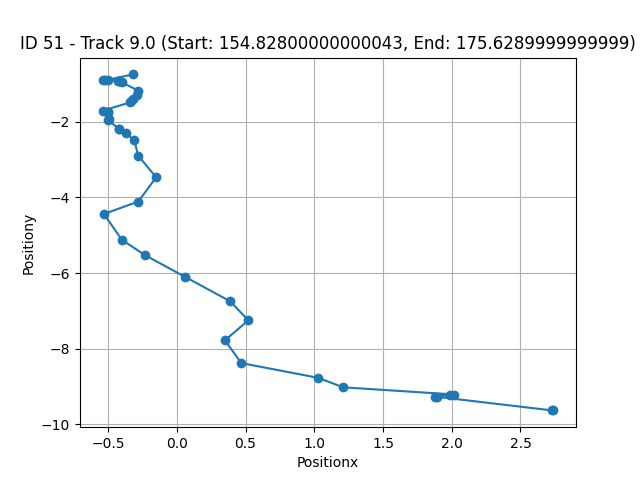 ID 51 - Track 9.0 (Start: 154.82800000000043, End: 175.6289999999999)
Positiony
−2
−4
−6
−8
−10
−0.5 0.0 0.5 1.0 1.5 2.0 2.5
Positionx